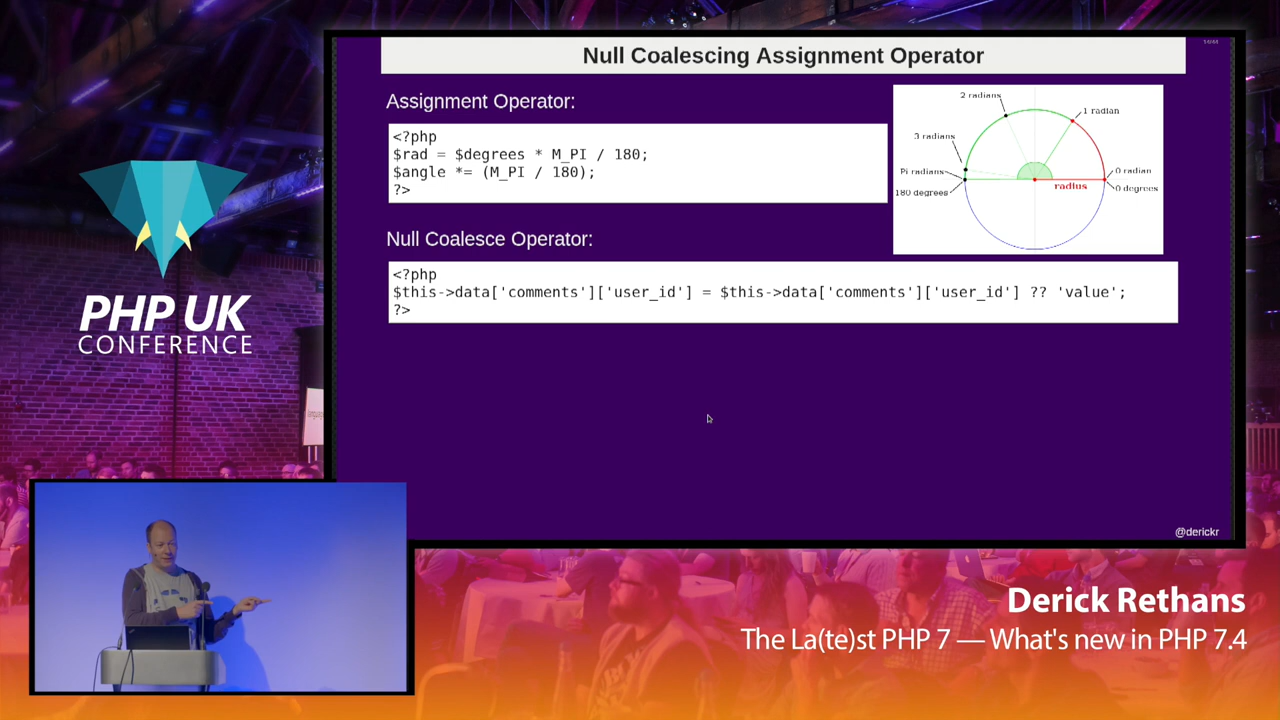 Null Coalescing Assignment Operator
Assignment Operator:
<?php
$rad = $degrees * M_PI / 180;
$angle *= (M_PI / 180);
?>
2 radians
1 radian
3 radians
Pi radians
180 degrees
0 radian
0 degrees
radius
Null Coalesce Operator:
<?php
$this->data['comments']['user_id'] = $this->data['comments']['user_id'] ?? 'value';
?>
@derickr
PHP UK
CONFERENCE
Derick Rethans
The La(te)st PHP 7 — What's new in PHP 7.4